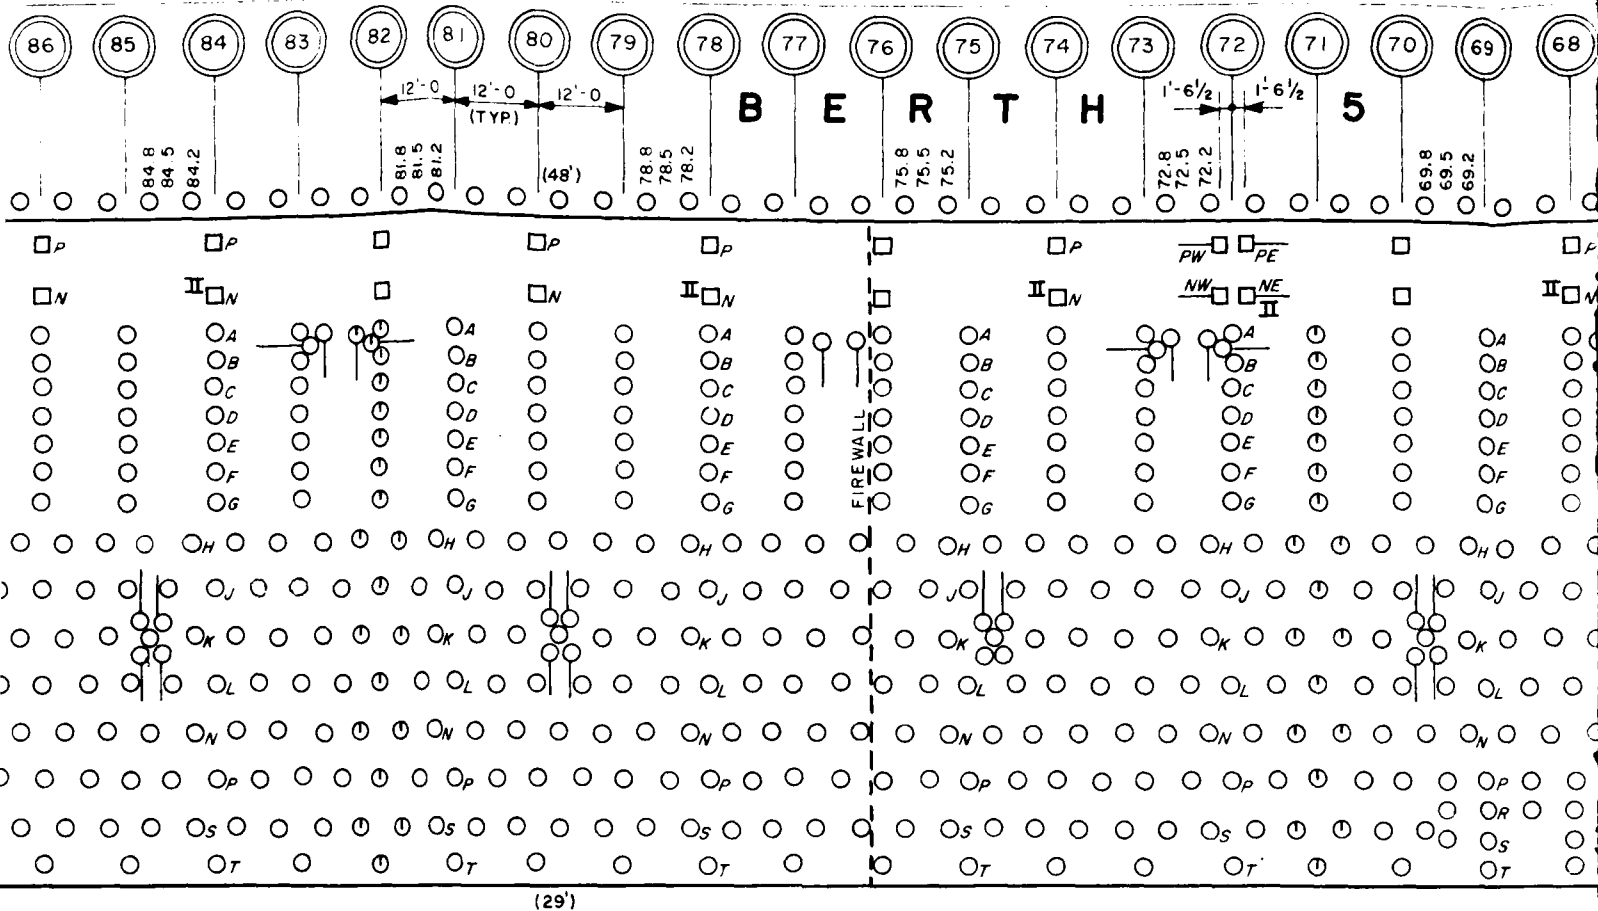 86 85 84 83 82 81 80 79 78 77 76 75 74 73 72 71 70 69 68
12'-0 12'-0 12'-0 1'-6½ 1'-6½
(TYP.)
BERTH 5
84.8 84.5 84.2 81.8 81.5 81.2 (48') 78.8 78.5 78.2 75.8 75.5 75.2 72.8 72.5 72.2 69.8 69.5 69.2
P P P P P PW PE P
II N II N N II N II N NW NE II II N
N
A A A A A A
B B B B B B
C C C C C C
D D D D D D
E E E E E E
F F F F F F
G G G G G G
FIREWALL
H H H H H H
J J J J J J
K K K K K K
L L L L L L
N N N N N N
P P P P P P
R
S S S S S S
T T T T T T
(29')